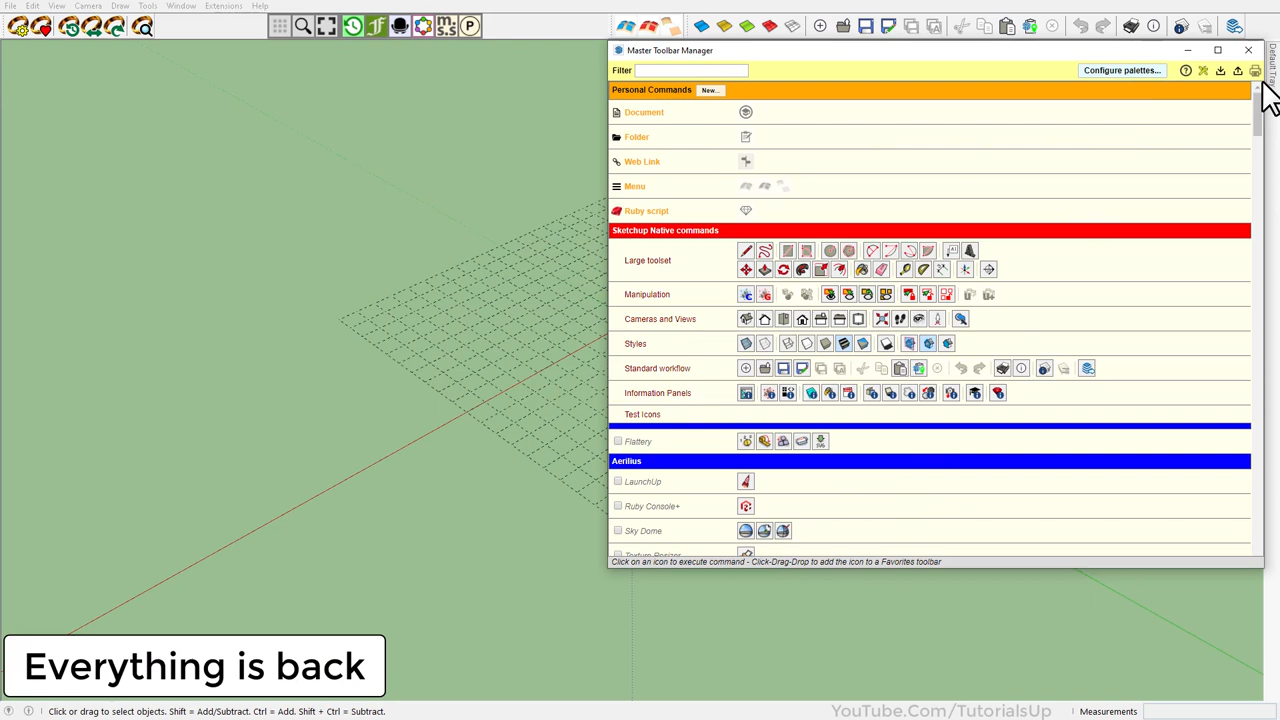 File Edit View Camera Draw Tools Window Extensions Help
m:s.s
P
Master Toolbar Manager
Filter
Configure palettes...
Personal Commands New...
Document
Folder
Web Link
Menu
Ruby script
Sketchup Native commands
Large toolset
Manipulation
Cameras and Views
Styles
Standard workflow
Information Panels
Test Icons
Flattery
Aerilius
LaunchUp
Ruby Console+
Sky Dome
Texture Resizer
Click on an icon to execute command - Click-Drag-Drop to add the icon to a Favorites toolbar
Everything is back
Click or drag to select objects. Shift = Add/Subtract. Ctrl = Add. Shift + Ctrl = Subtract.
YouTube.Com/TutorialsUp
Measurements